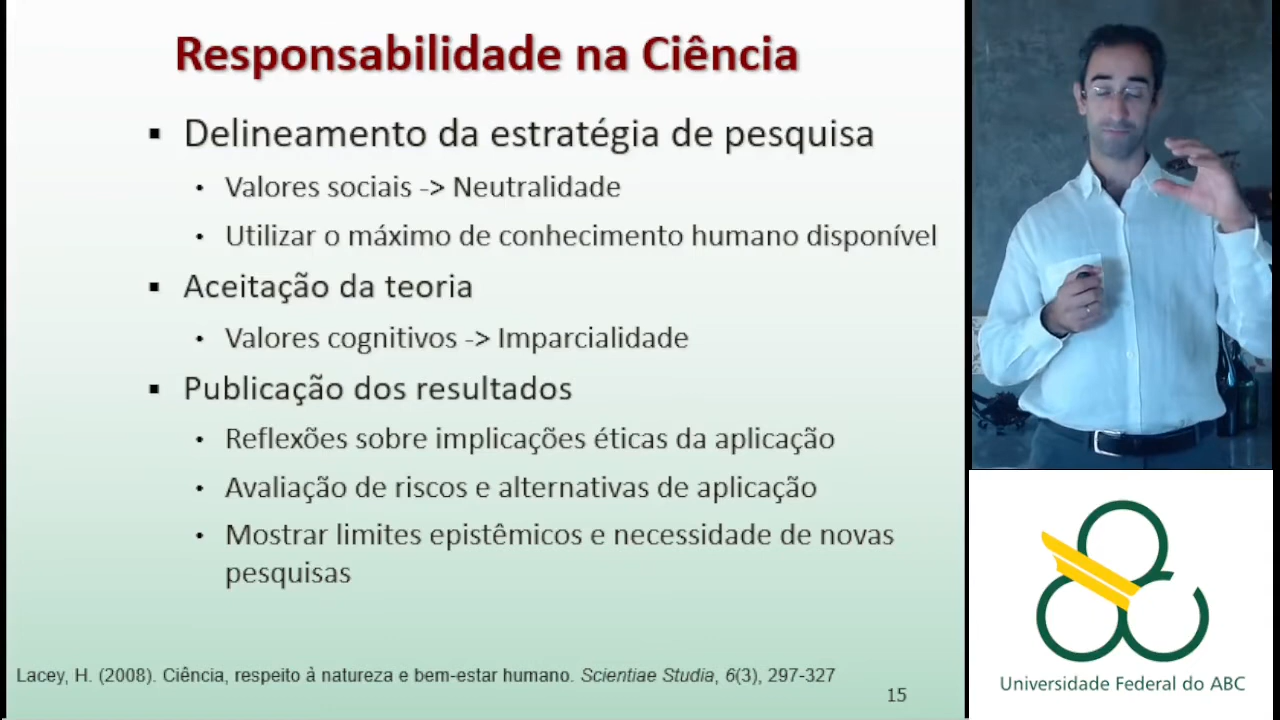 Responsabilidade na Ciência
▪ Delineamento da estratégia de pesquisa
• Valores sociais -> Neutralidade
• Utilizar o máximo de conhecimento humano disponível
▪ Aceitação da teoria
• Valores cognitivos -> Imparcialidade
▪ Publicação dos resultados
• Reflexões sobre implicações éticas da aplicação
• Avaliação de riscos e alternativas de aplicação
• Mostrar limites epistêmicos e necessidade de novas
pesquisas
Lacey, H. (2008). Ciência, respeito à natureza e bem-estar humano. Scientiae Studia, 6(3), 297-327
15
Universidade Federal do ABC